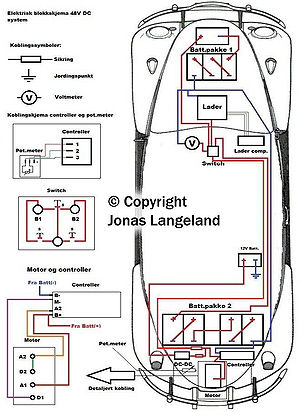 Elektrisk blokkskjema 48V DC
system
Koblingssymboler:
Sikring
Jordingspunkt
V
Voltmeter
Koblingskjema controller og pot.meter
Controller
Pot.meter
1
2
3
Switch
B1
B2
S
Motor og controller
Fra Batt(-)
Controller
B-
M-
A2
B+
Fra Batt(+)
Motor
A2
D2
A1
D1
Detaljert kobling
Batt.pakke 1
Lader
Lader comp.
V
Switch
12V Batt.
Batt.pakke 2
DC-DC
Pot.meter
Controller
Motor
© Copyright
Jonas Langeland